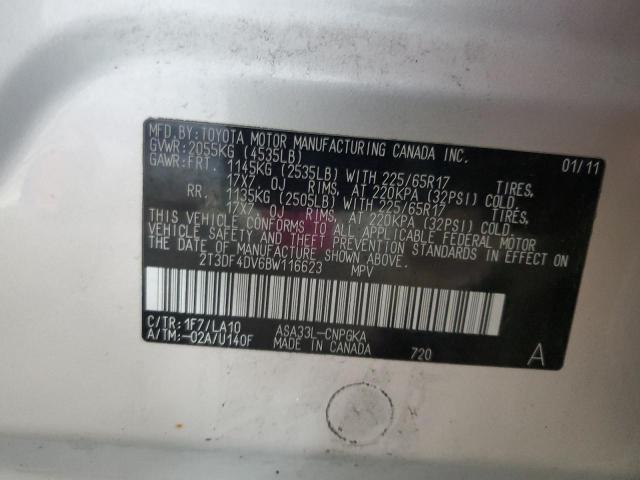 MFD.BY:TOYOTA MOTOR MANUFACTURING CANADA INC.
GVWR:2055KG (4535LB) 01/11
GAWR:FRT. 1145KG (2535LB) WITH 225/65R17 TIRES,
17X7. OJ RIMS, AT 220KPA (32PSI) COLD.
RR. 1135KG (2505LB) WITH 225/65R17 TIRES,
17X7. OJ RIMS, AT 220KPA (32PSI) COLD.
THIS VEHICLE CONFORMS TO ALL APPLICABLE FEDERAL MOTOR
VEHICLE SAFETY AND THEFT PREVENTION STANDARDS IN EFFECT ON
THE DATE OF MANUFACTURE SHOWN ABOVE.
2T3DF4DV6BW116623 MPV
C/TR:1F7/LA10 ASA33L-CNPGKA
A/TM:-02A/U140F MADE IN CANADA 720 A